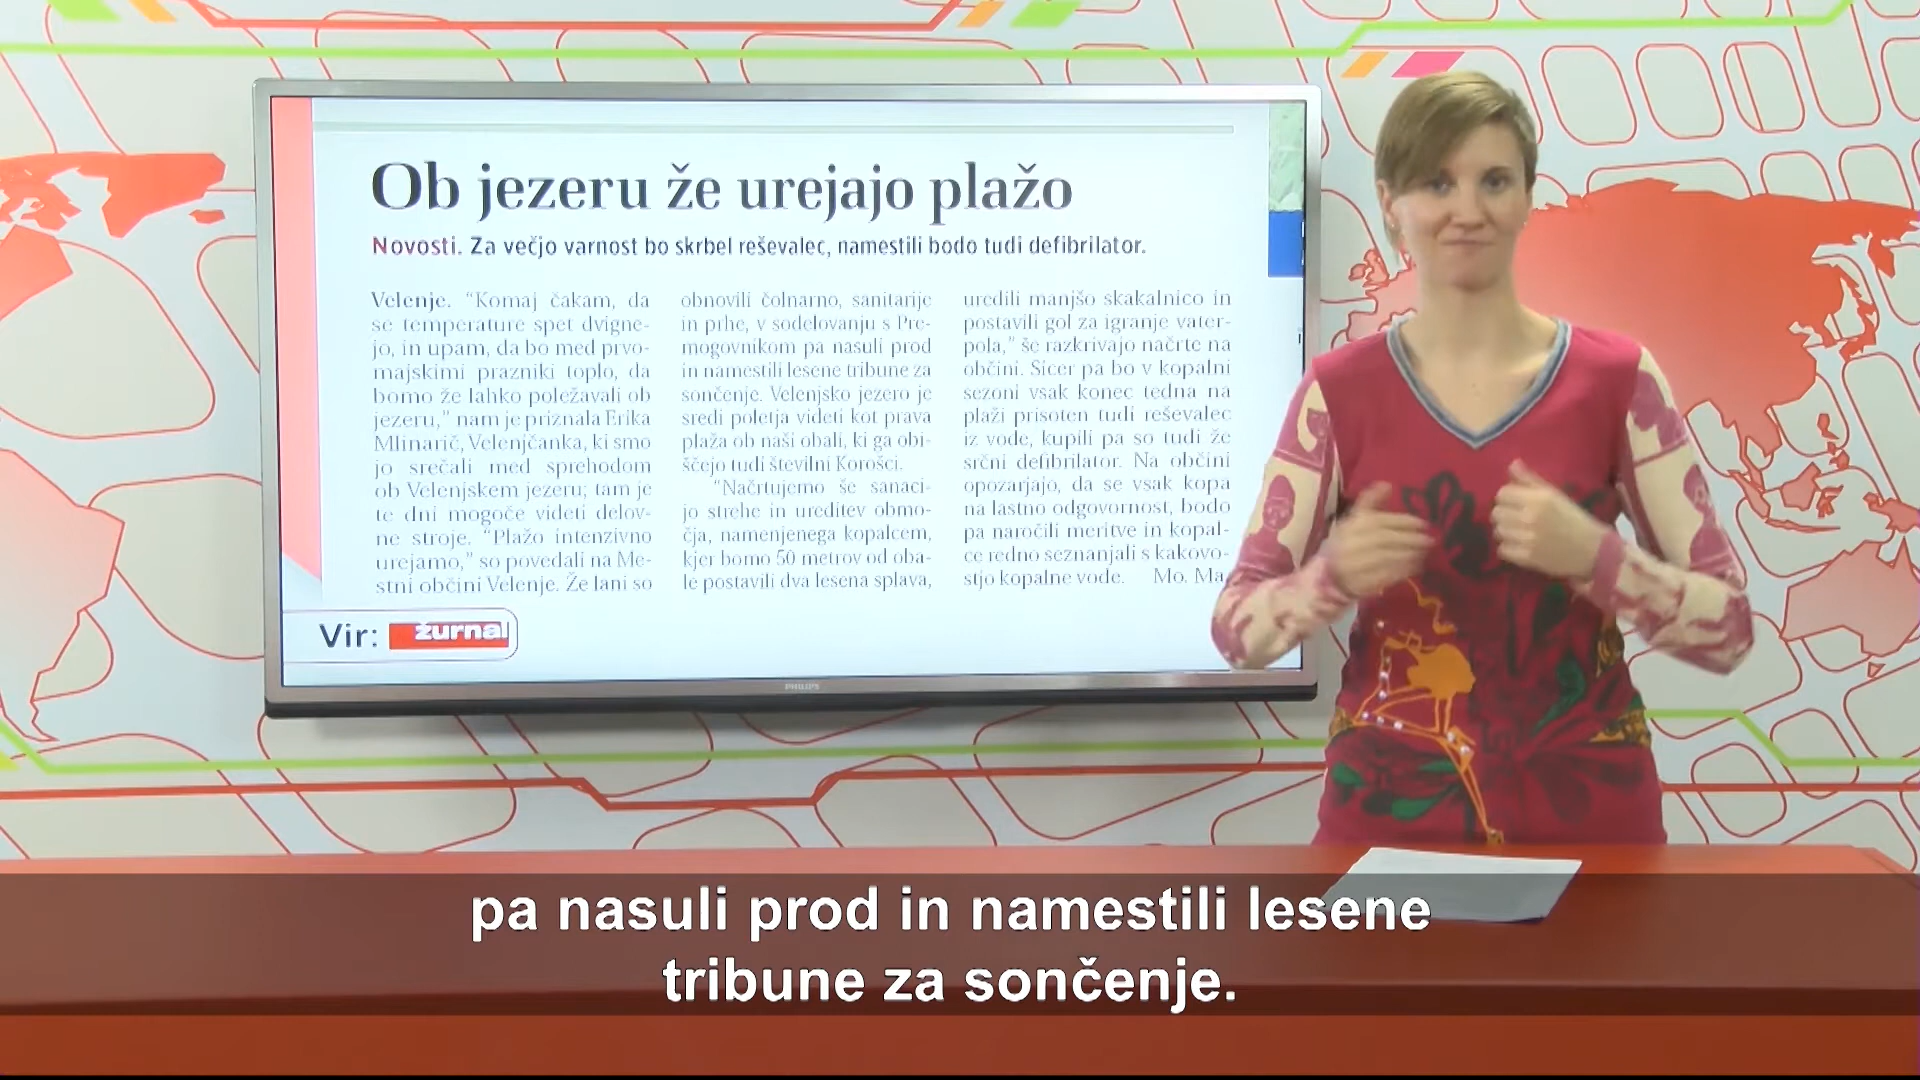 Ob jezeru že urejajo plažo
Novosti. Za večjo varnost bo skrbel reševalec, namestili bodo tudi defibrilator.
Velenje. “Komaj čakam, da
se temperature spet dvigne-
jo, in upam, da bo med prvo-
majskimi prazniki toplo, da
bomo že lahko poležavali ob
jezeru,” nam je priznala Erika
Mlinarič, Velenjčanka, ki smo
jo srečali med sprehodom
ob Velenjskem jezeru; tam je
te dni mogoče videti delov-
ne stroje. “Plažo intenzivno
urejamo,” so povedali na Me-
stni občini Velenje. Že lani so
obnovili čolnarno, sanitarije
in prhe, v sodelovanju s Pre-
mogovnikom pa nasuli prod
in namestili lesene tribune za
sončenje. Velenjsko jezero je
sredi poletja videti kot prava
plaža ob naši obali, ki ga obi-
ščejo tudi številni Korošci.
“Načrtujemo še sanaci-
jo strehe in ureditev obmo-
čja, namenjenega kopalcem,
kjer bomo 50 metrov od oba-
le postavili dva lesena splava,
uredili manjšo skakalnico in
postavili gol za igranje vater-
pola,” še razkrivajo načrte na
občini. Sicer pa bo v kopalni
sezoni vsak konec tedna na
plaži prisoten tudi reševalec
iz vode, kupili pa so tudi že
srčni defibrilator. Na občini
opozarjajo, da se vsak kopa
na lastno odgovornost, bodo
pa naročili meritve in kopal-
ce redno seznanjali s kakovo-
stjo kopalne vode. Mo. Ma.
Vir: žurnal
PHILIPS
pa nasuli prod in namestili lesene
tribune za sončenje.